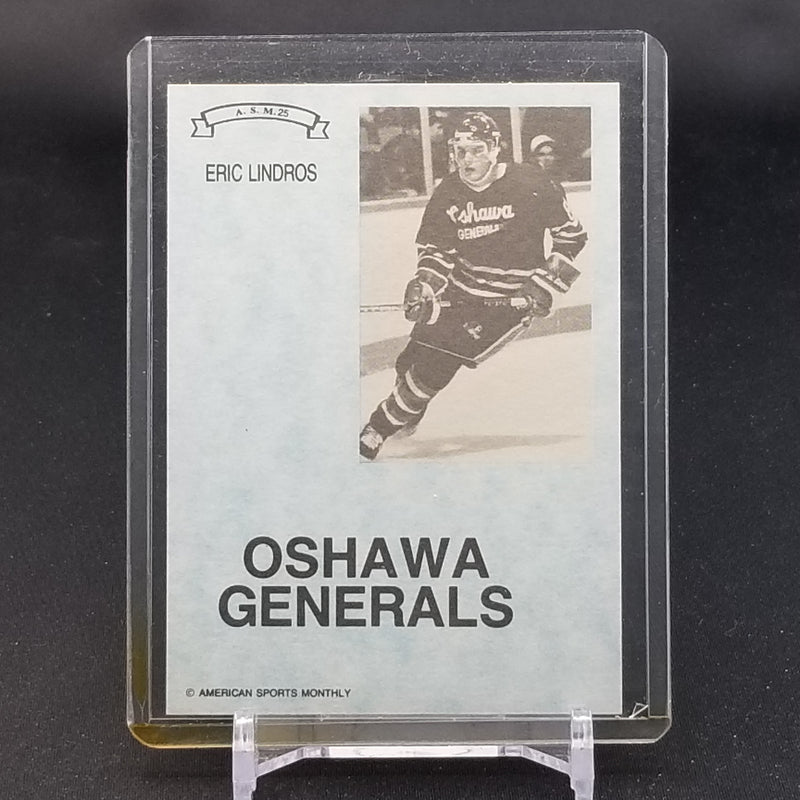 A. S. M. 25
ERIC LINDROS
Oshawa
GENERALS
OSHAWA
GENERALS
© AMERICAN SPORTS MONTHLY